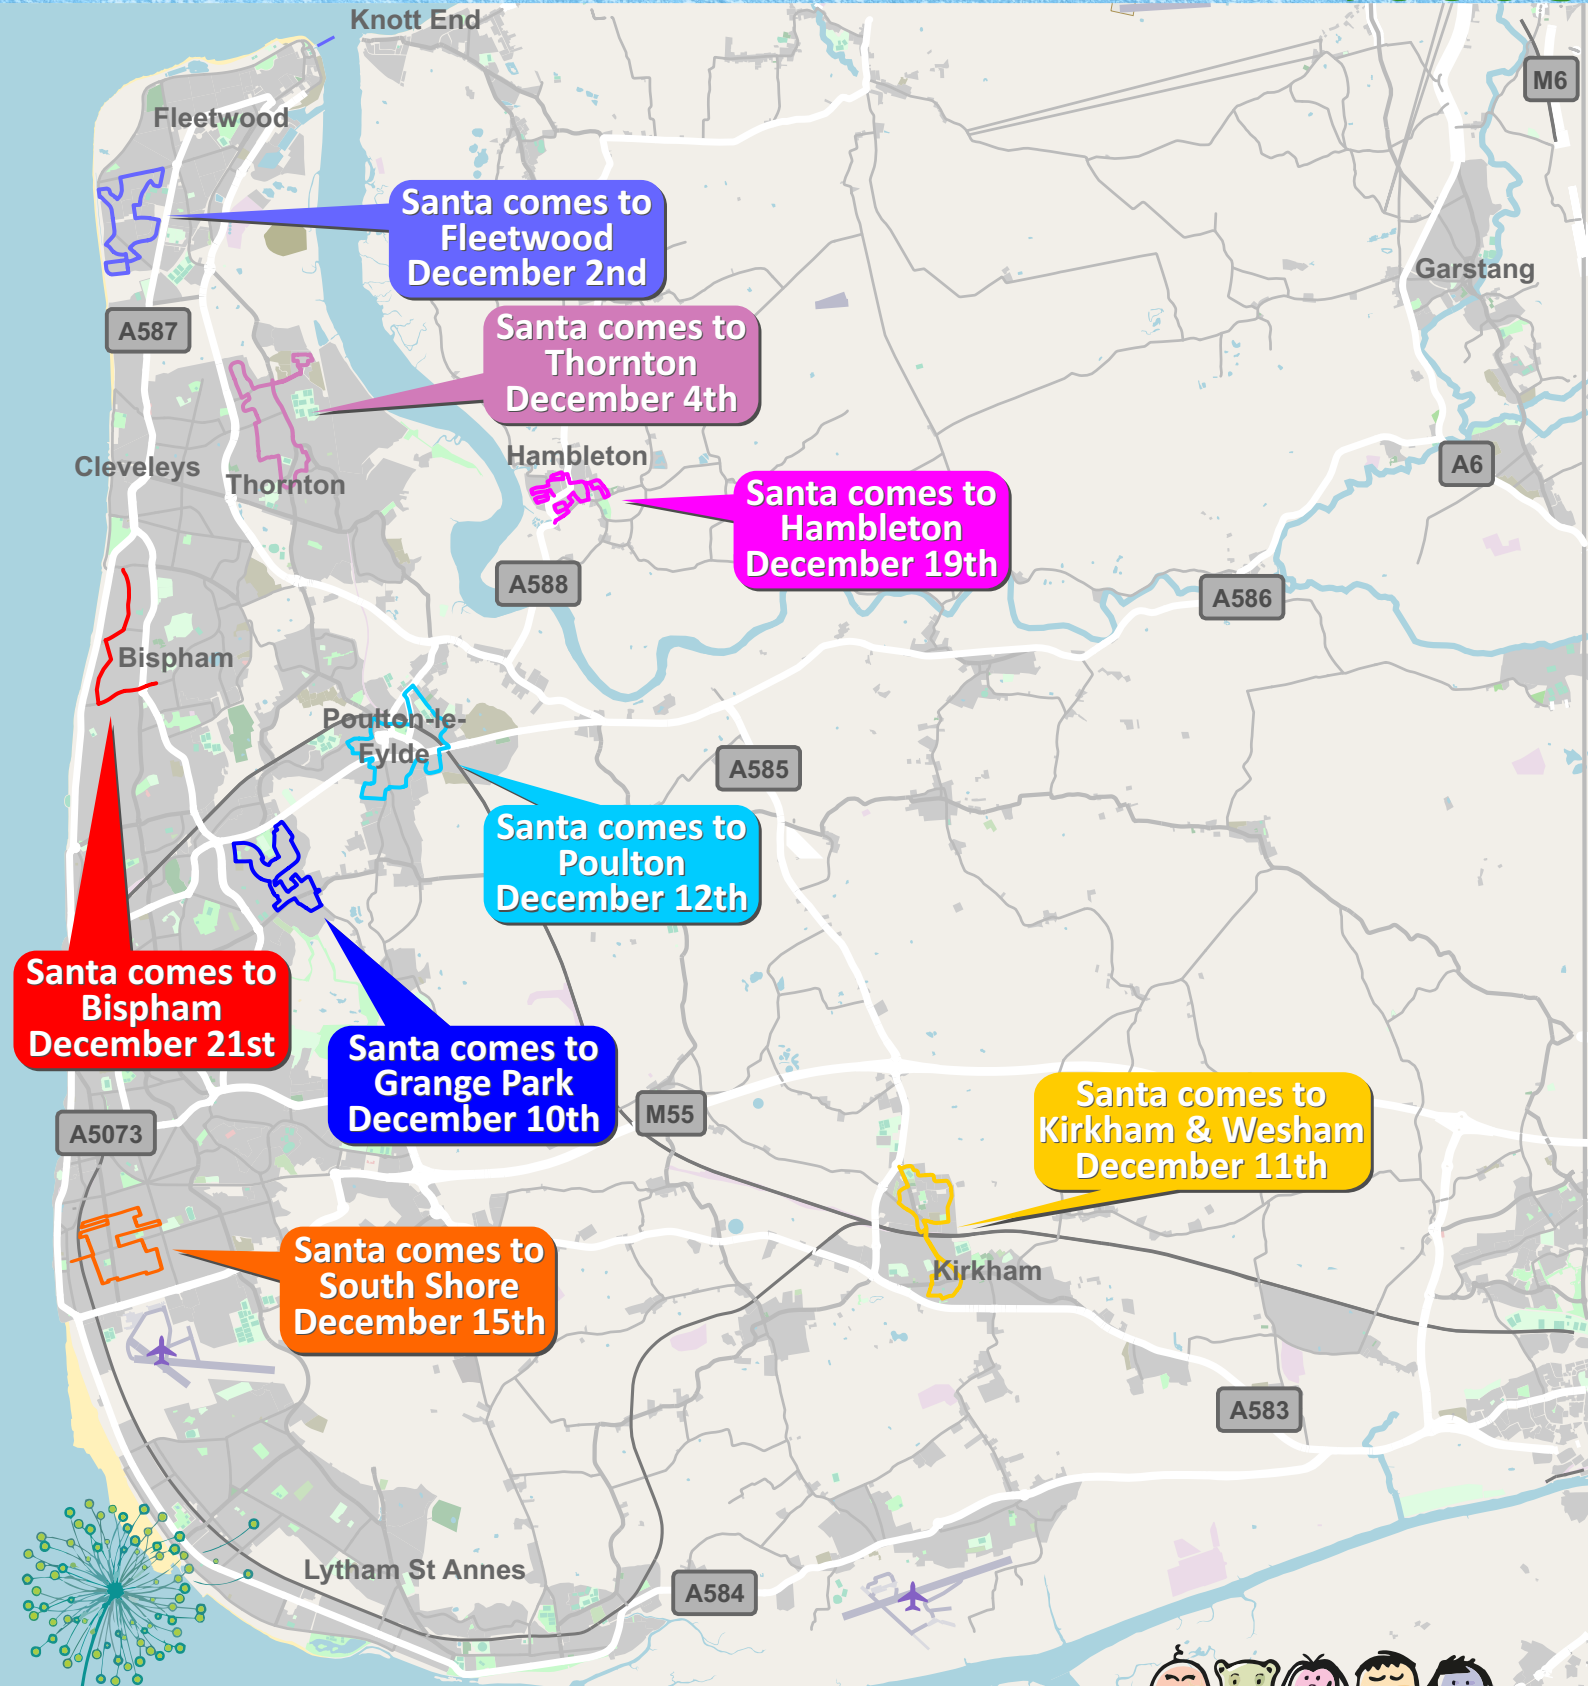 Knott End
M6
Fleetwood
Santa comes to
Fleetwood
December 2nd
Garstang
A587
Santa comes to
Thornton
December 4th
Hambleton
Cleveleys
Thornton
A6
Santa comes to
Hambleton
December 19th
A588
A586
Bispham
Poulton-le-
Fylde
A585
Santa comes to
Poulton
December 12th
Santa comes to
Bispham
December 21st
Santa comes to
Grange Park
December 10th
M55
A5073
Santa comes to
Kirkham & Wesham
December 11th
Santa comes to
South Shore
December 15th
Kirkham
A583
Lytham St Annes
A584